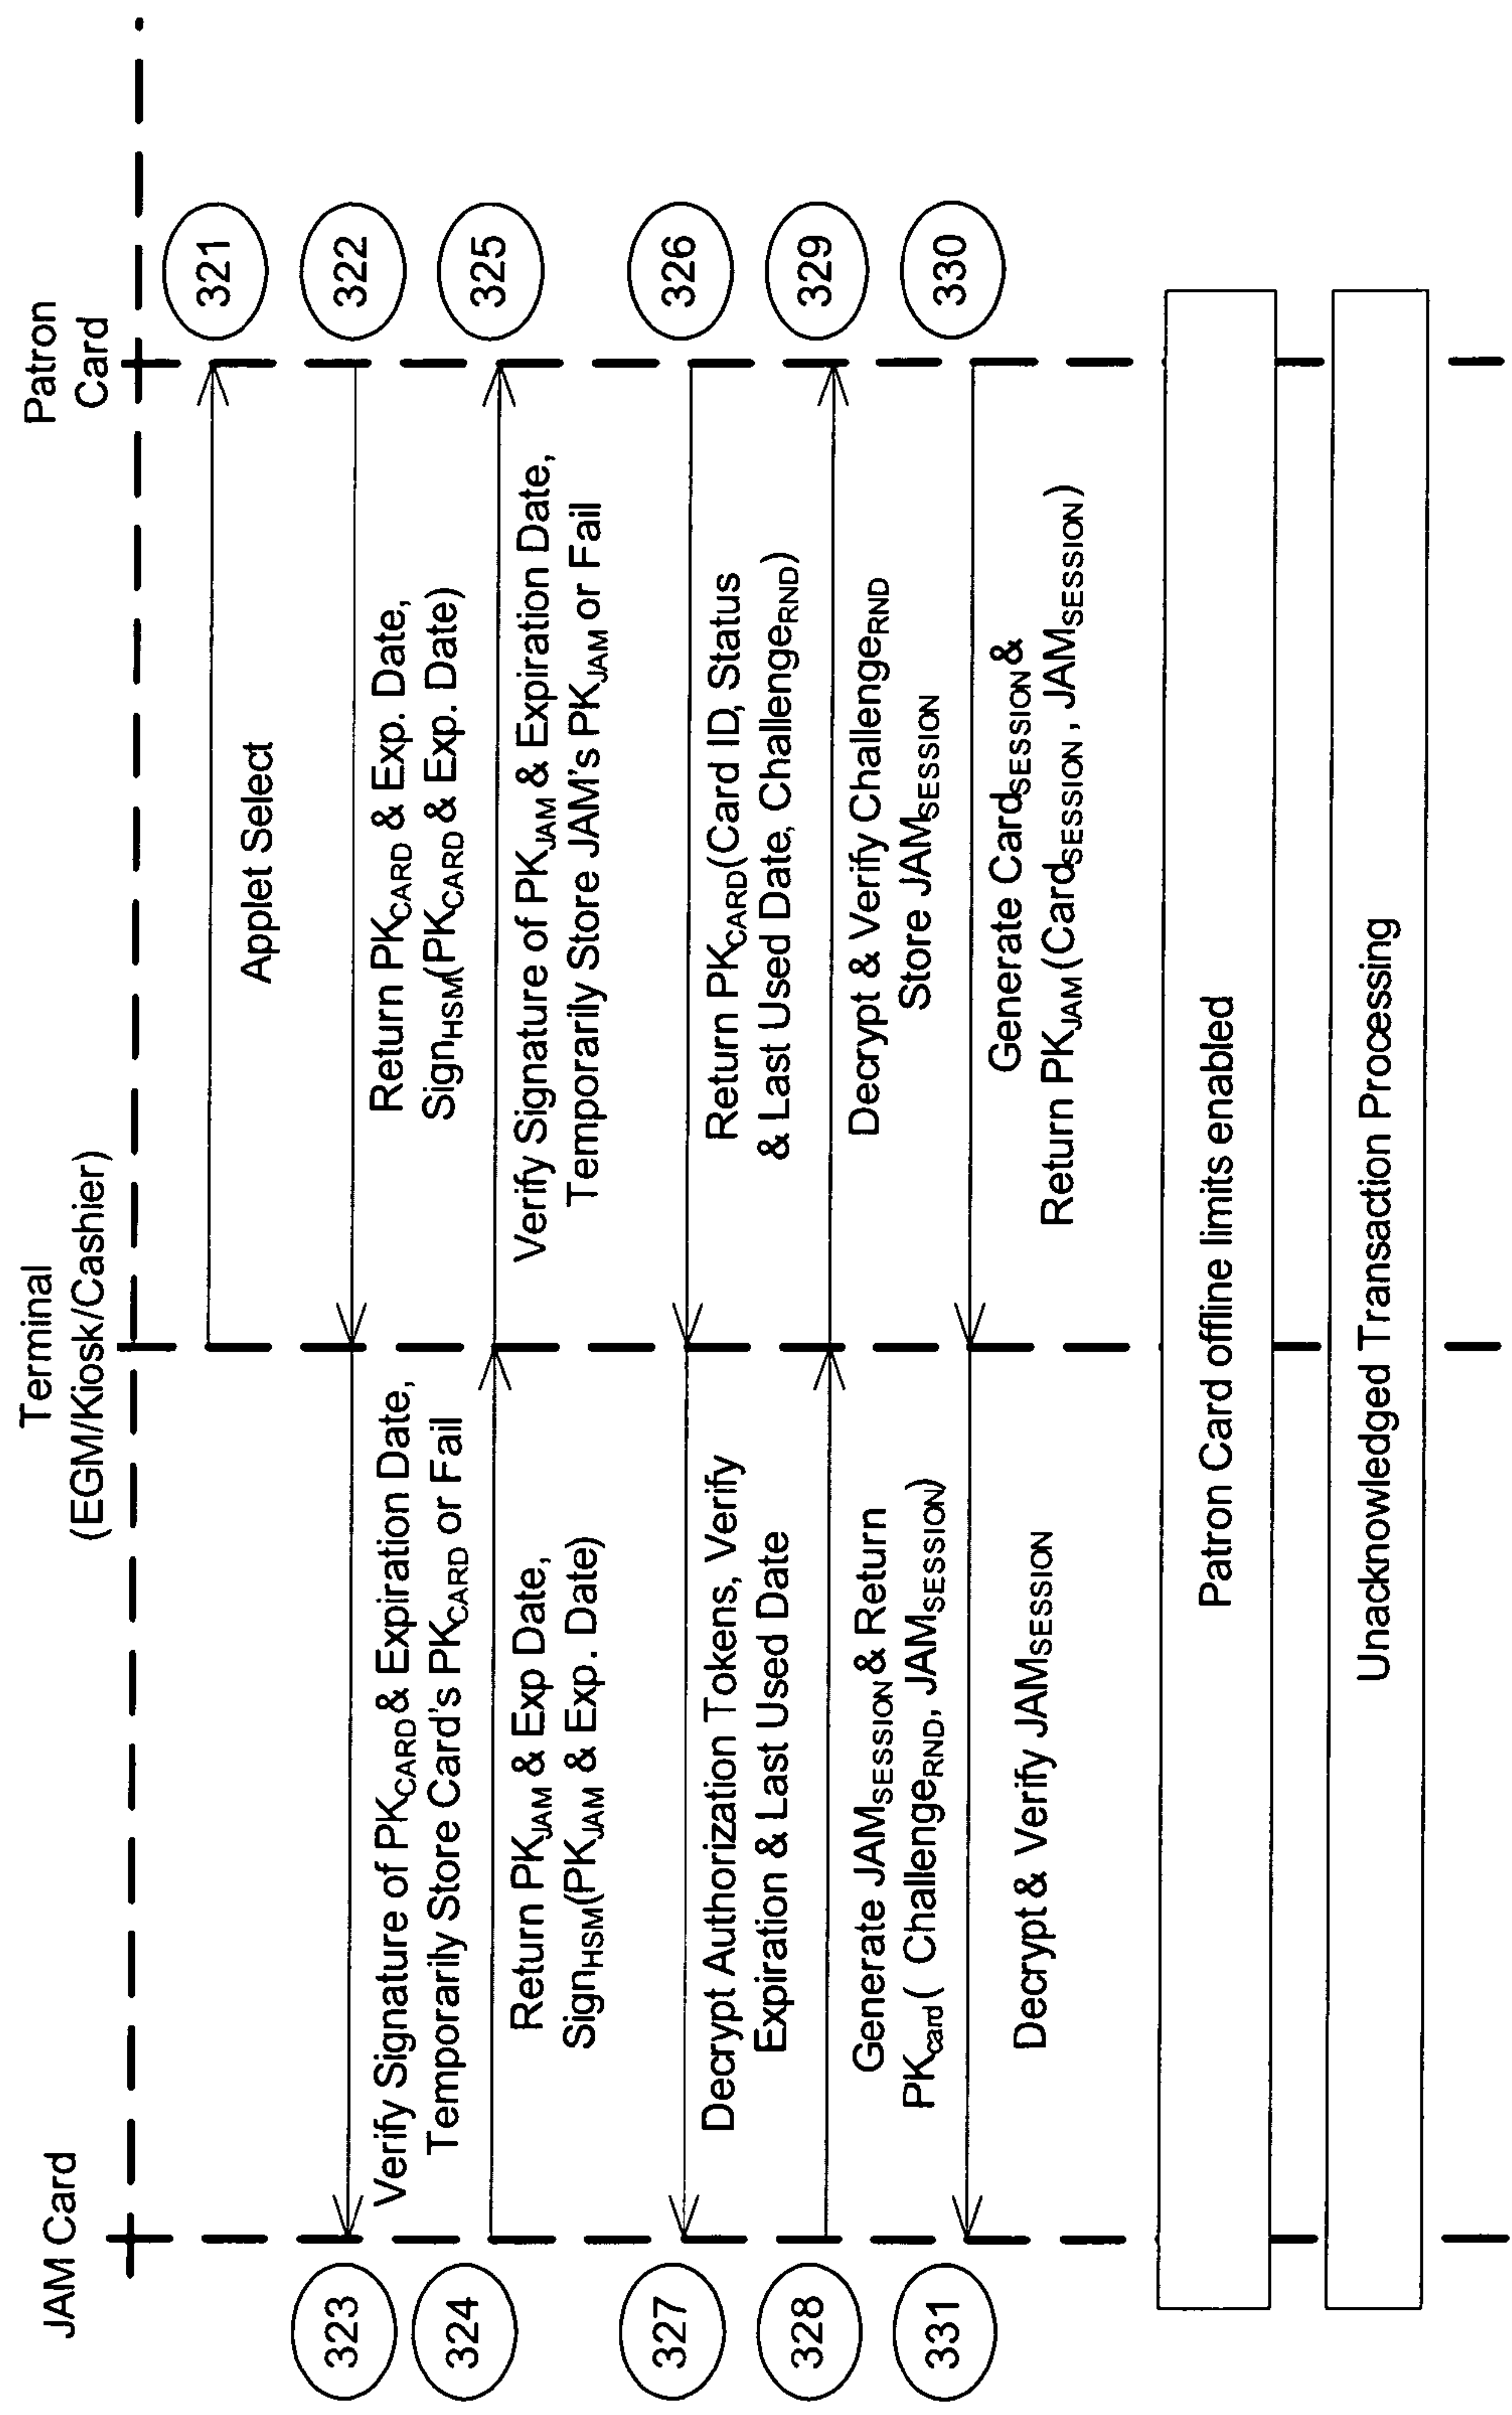 JAM Card
Terminal
(EGM/Kiosk/Cashier)
Patron
Card
321
Applet Select
322
Return PKCARD & Exp. Date,
SignHSM(PKCARD & Exp. Date)
323
Verify Signature of PKCARD & Expiration Date,
Temporarily Store Card's PKCARD or Fail
324
Return PKJAM & Exp Date,
SignHSM(PKJAM & Exp. Date)
325
Verify Signature of PKJAM & Expiration Date,
Temporarily Store JAM's PKJAM or Fail
326
Return PKCARD(Card ID, Status
& Last Used Date, ChallengeRND)
327
Decrypt Authorization Tokens, Verify
Expiration & Last Used Date
328
Generate JAMSESSION & Return
PKcard( ChallengeRND, JAMSESSION)
329
Decrypt & Verify ChallengeRND
Store JAMSESSION
330
Generate CardSESSION &
Return PKJAM(CardSESSION, JAMSESSION)
331
Decrypt & Verify JAMSESSION
Patron Card offline limits enabled
Unacknowledged Transaction Processing